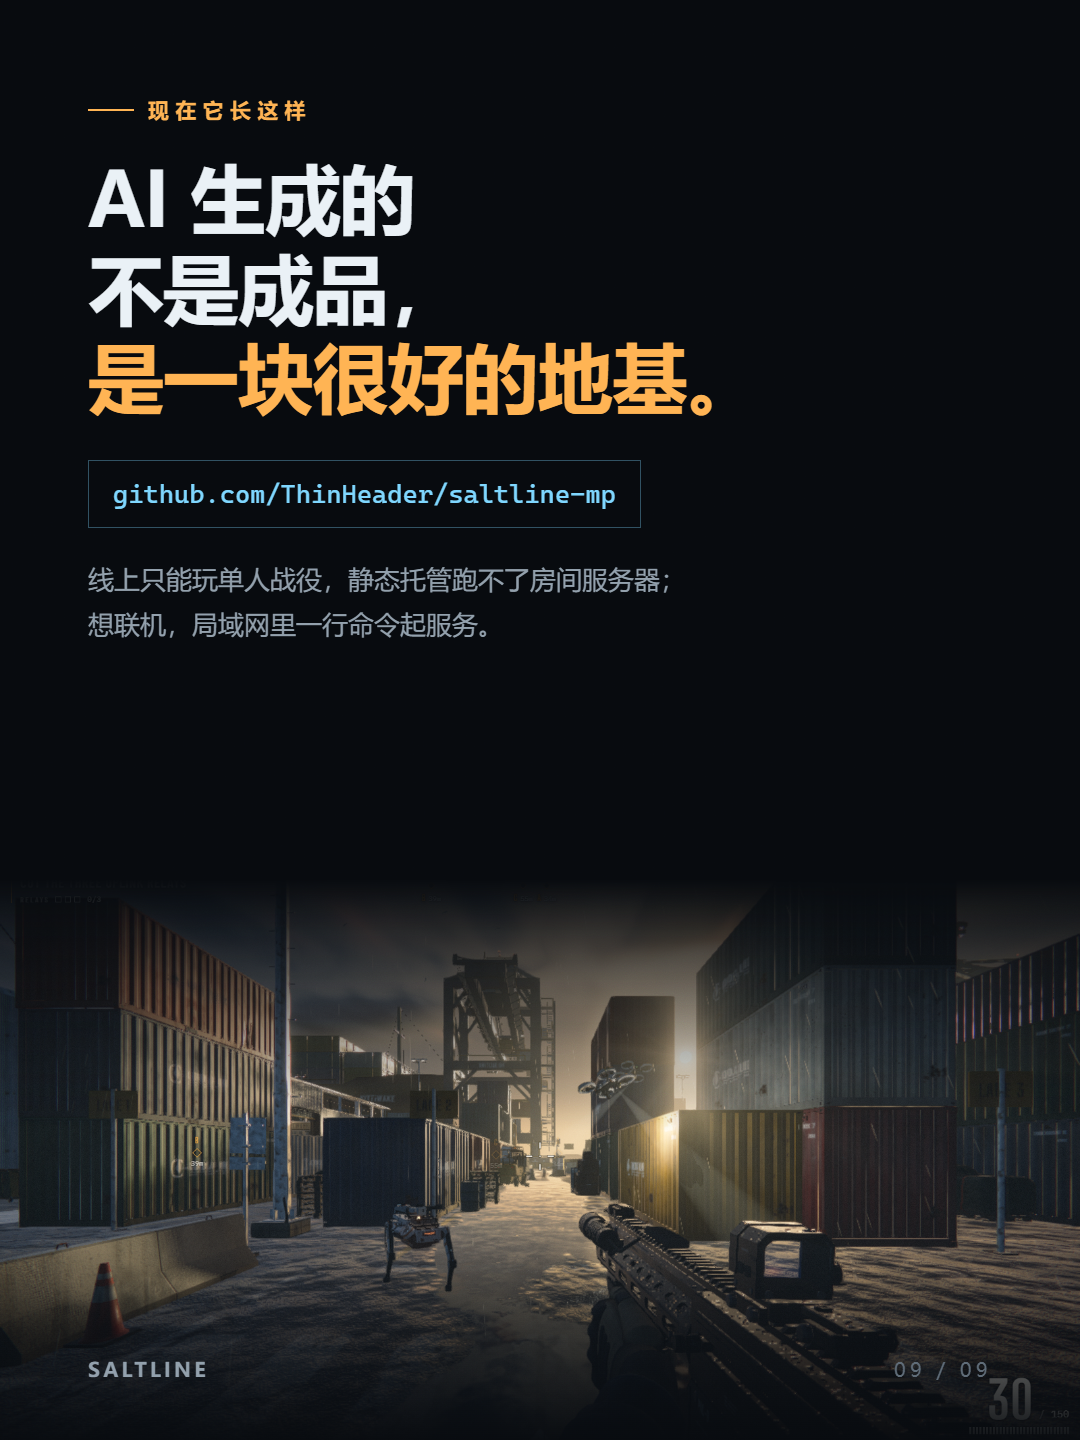 现在它长这样
AI 生成的
不是成品，
是一块很好的地基。
github.com/ThinHeader/saltline-mp
线上只能玩单人战役，静态托管跑不了房间服务器；
想联机，局域网里一行命令起服务。
39m
SALTLINE
09 / 09
30 / 150